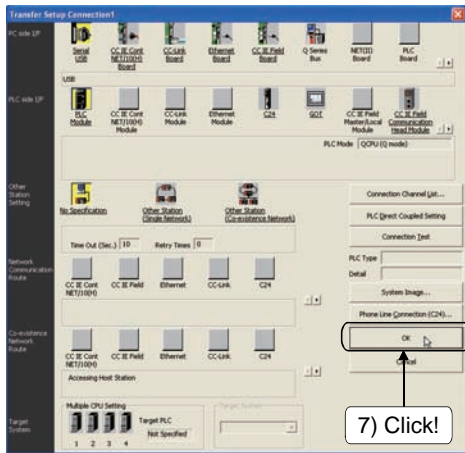 Transfer Setup Connection1
PC side I/F
Serial USB
CC IE Cont NET/10(H) Board
CC-Link Board
Ethernet Board
CC IE Field Board
Q Series Bus
NET(II) Board
PLC Board
USB
PLC side I/F
PLC Module
CC IE Cont NET/10(H) Module
CC-Link Module
Ethernet Module
C24
GOT
CC IE Field Master/Local Module
CC IE Field Communication Head Module
PLC Mode QCPU (Q mode)
Other Station Setting
No Specification
Other Station (Single Network)
Other Station (Co-existence Network)
Time Out (Sec.) 10 Retry Times 0
Connection Channel List...
PLC Direct Coupled Setting
Connection Test
PLC Type
Detail
System Image...
Phone Line Connection (C24)...
OK
Cancel
Network Communication Route
CC IE Cont NET/10(H)
CC IE Field
Ethernet
CC-Link
C24
Co-existence Network Route
CC IE Cont NET/10(H)
CC IE Field
Ethernet
CC-Link
C24
Accessing Host Station
Target System
Multiple CPU Setting
1 2 3 4
Target PLC
Not Specified
Target System
7) Click!